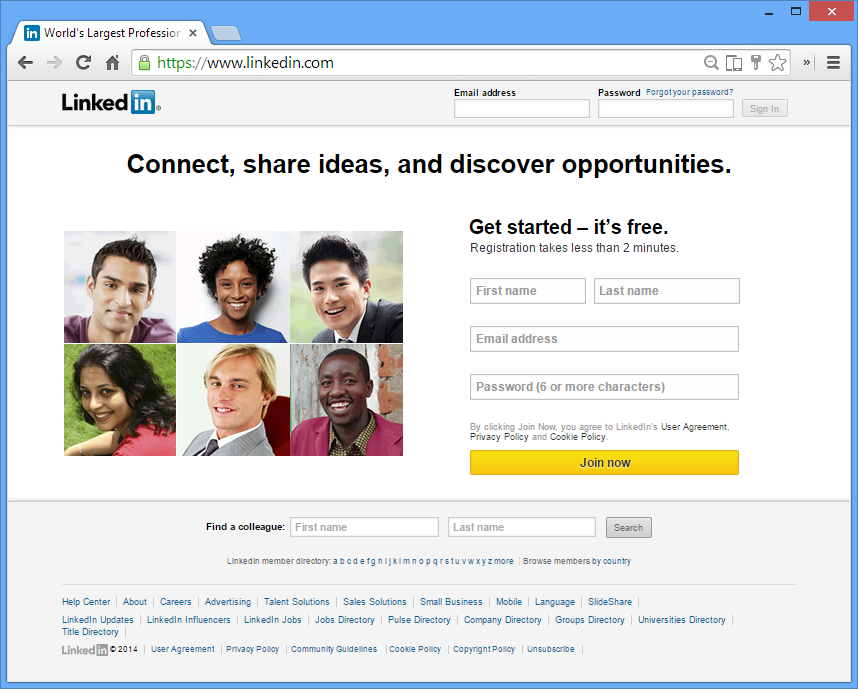 World's Largest Profession
https://www.linkedin.com
Linked in®
Email address
Password Forgot your password?
Sign In
Connect, share ideas, and discover opportunities.
Get started – it's free.
Registration takes less than 2 minutes.
First name Last name
Email address
Password (6 or more characters)
By clicking Join Now, you agree to LinkedIn's User Agreement,
Privacy Policy and Cookie Policy.
Join now
Find a colleague: First name Last name Search
LinkedIn member directory: a b c d e f g h i j k l m n o p q r s t u v w x y z more | Browse members by country
Help Center | About | Careers | Advertising | Talent Solutions | Sales Solutions | Small Business | Mobile | Language | SlideShare |
LinkedIn Updates | LinkedIn Influencers | LinkedIn Jobs | Jobs Directory | Pulse Directory | Company Directory | Groups Directory | Universities Directory |
Title Directory |
Linked in © 2014 | User Agreement | Privacy Policy | Community Guidelines | Cookie Policy | Copyright Policy | Unsubscribe |